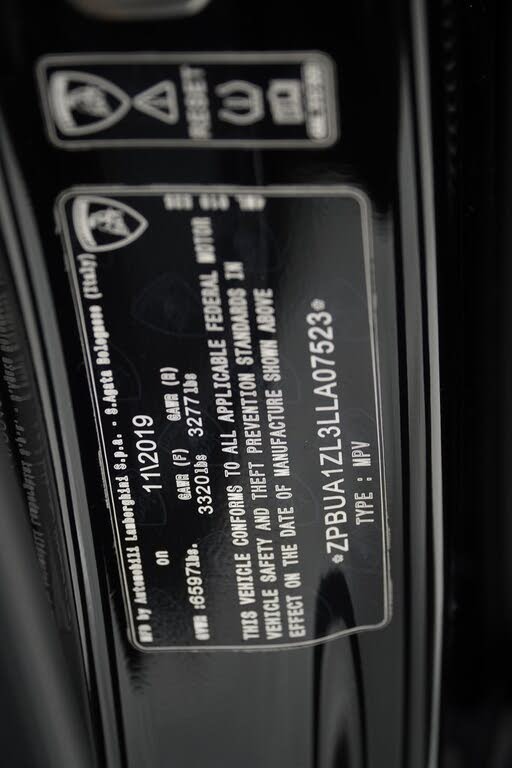 RESET
Mfd by Automobili Lamborghini S.p.a. - S.Agata Bolognese (Italy)
on 11\2019
GAWR (F) GAWR (R)
GVWR :6597lbs. 3320lbs 3277lbs
THIS VEHICLE CONFORMS TO ALL APPLICABLE FEDERAL MOTOR
VEHICLE SAFETY AND THEFT PREVENTION STANDARDS IN
EFFECT ON THE DATE OF MANUFACTURE SHOWN ABOVE
*ZPBUA1ZL3LLA07523*
TYPE : MPV